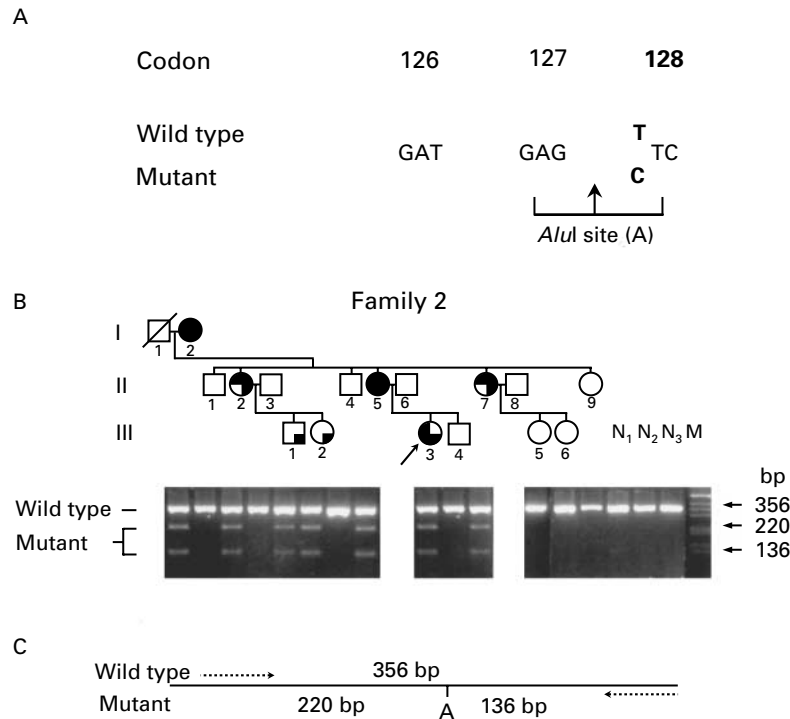 A
Codon 126 127 128
Wild type T
GAT GAG TC
Mutant C
AluI site (A)
B Family 2
I
1 2
II
1 2 3 4 5 6 7 8 9
III N1 N2 N3 M
1 2 3 4 5 6
bp
Wild type 356
220
Mutant
136
C
Wild type 356 bp
Mutant 220 bp A 136 bp